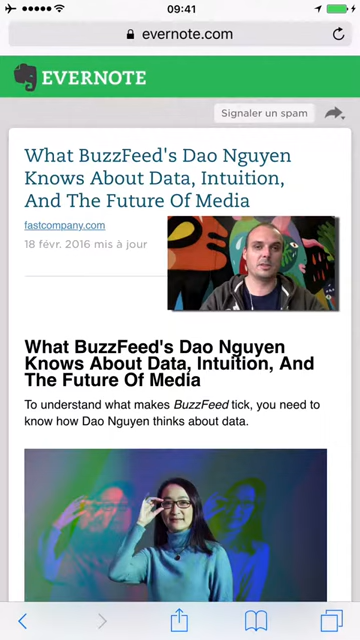 09:41
evernote.com
EVERNOTE
Signaler un spam
What BuzzFeed's Dao Nguyen
Knows About Data, Intuition,
And The Future Of Media
fastcompany.com
18 févr. 2016 mis à jour
What BuzzFeed's Dao Nguyen
Knows About Data, Intuition, And
The Future Of Media
To understand what makes BuzzFeed tick, you need to
know how Dao Nguyen thinks about data.